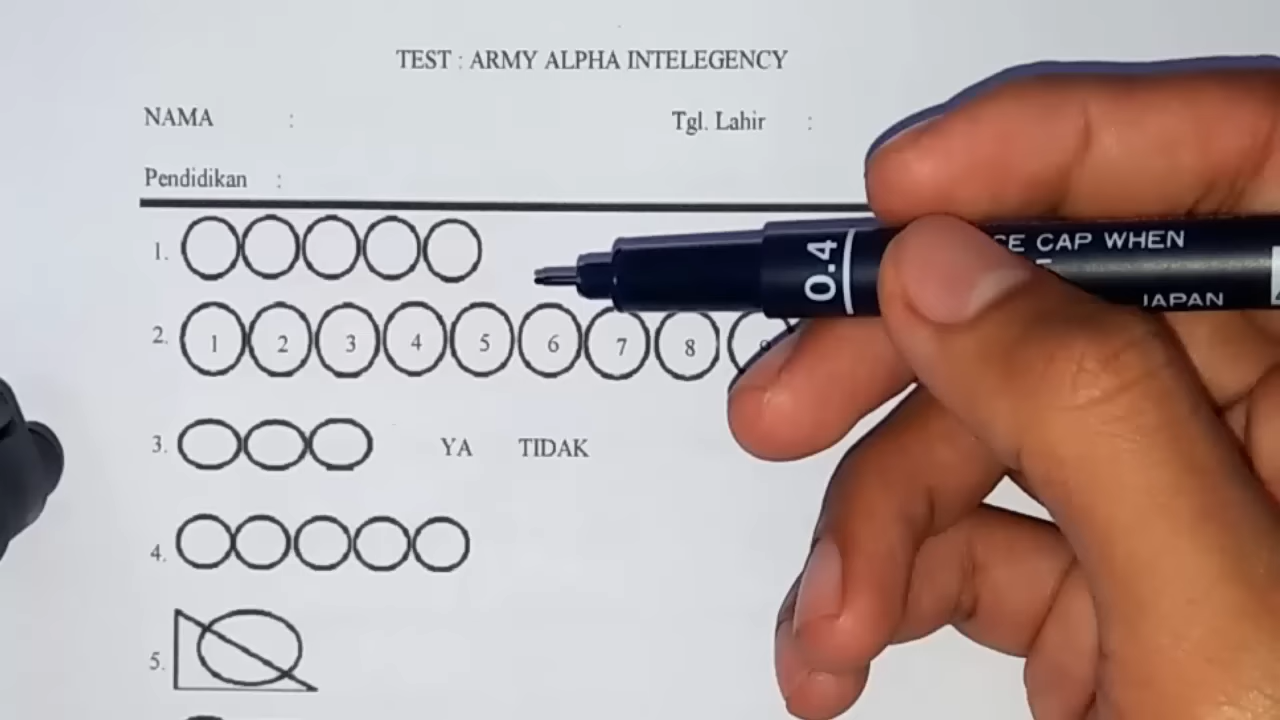 TEST : ARMY ALPHA INTELEGENCY
NAMA : Tgl. Lahir :
Pendidikan :
1.
2. 1 2 3 4 5 6 7 8 9
3. YA TIDAK
4.
5.
0.4 CAP WHEN
JAPAN